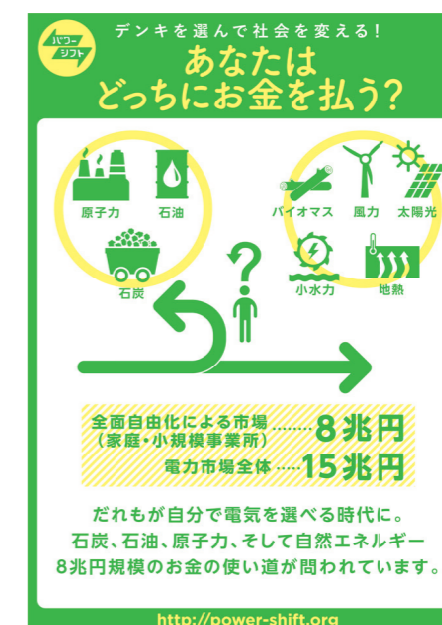 パワー
シフト
デンキを選んで社会を変える!
あなたは
どっちにお金を払う?
原子力
石油
石炭
バイオマス
風力
太陽光
小水力
地熱
?
全面自由化による市場........8兆円
(家庭・小規模事業所)
電力市場全体.....15兆円
だれもが自分で電気を選べる時代に。
石炭、石油、原子力、そして自然エネルギー
8兆円規模のお金の使い道が問われています。
http://power-shift.org